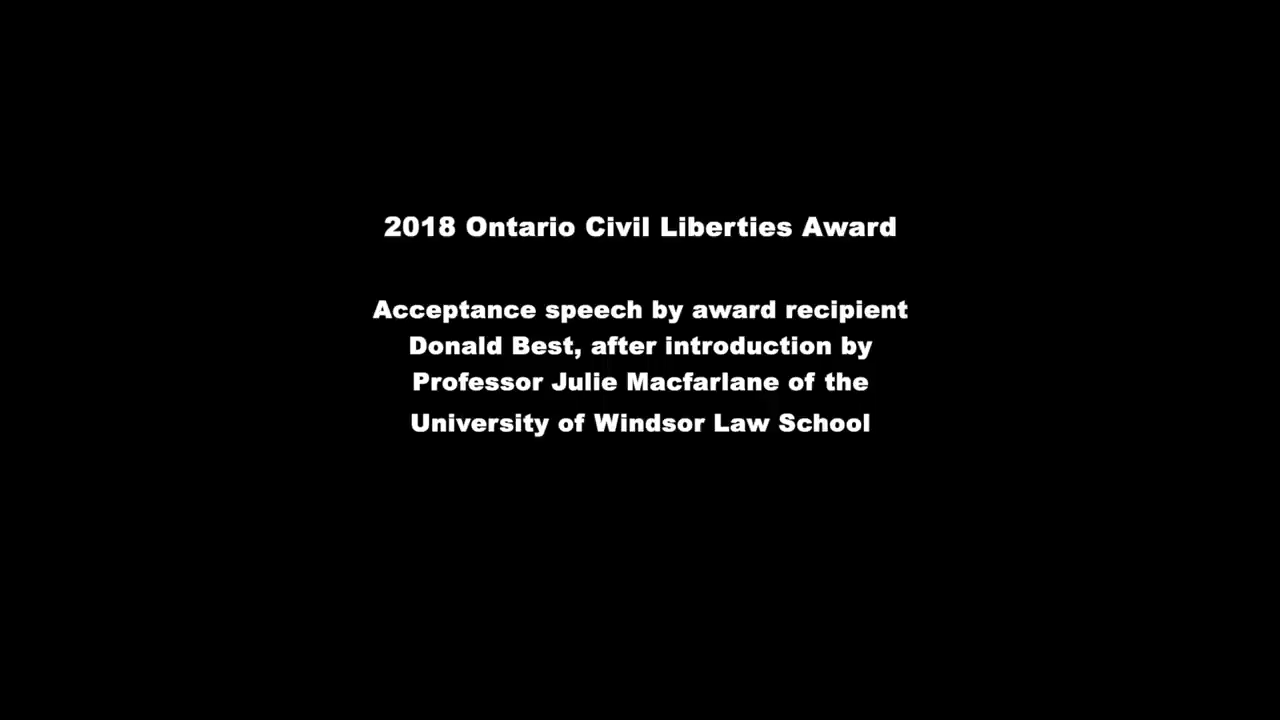 2018 Ontario Civil Liberties Award
Acceptance speech by award recipient
Donald Best, after introduction by
Professor Julie Macfarlane of the
University of Windsor Law School